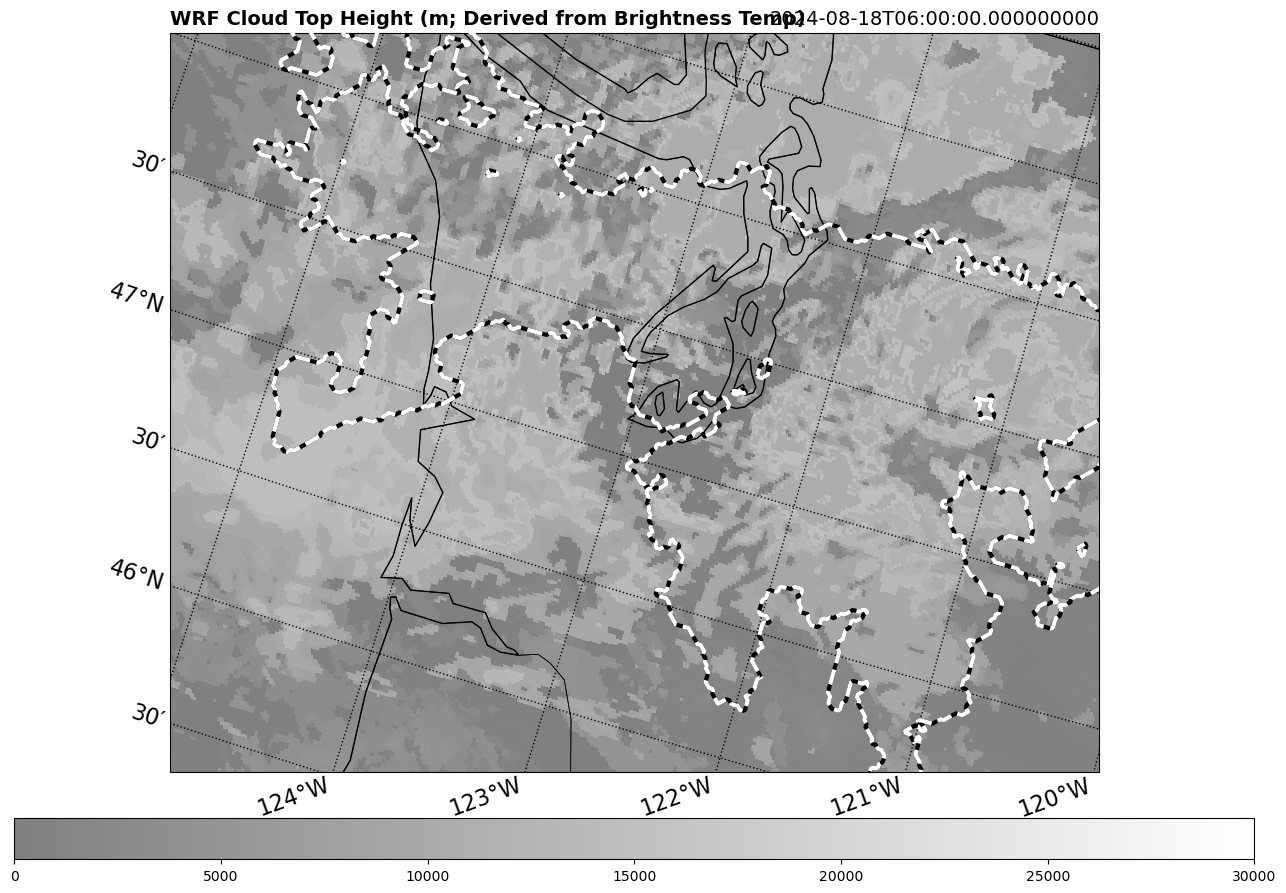 WRF Cloud Top Height (m; Derived from Brightness Temp)
2024-08-18T06:00:00.000000000
30′
47°N
30′
46°N
30′
124°W 123°W 122°W 121°W 120°W
0 5000 10000 15000 20000 25000 30000